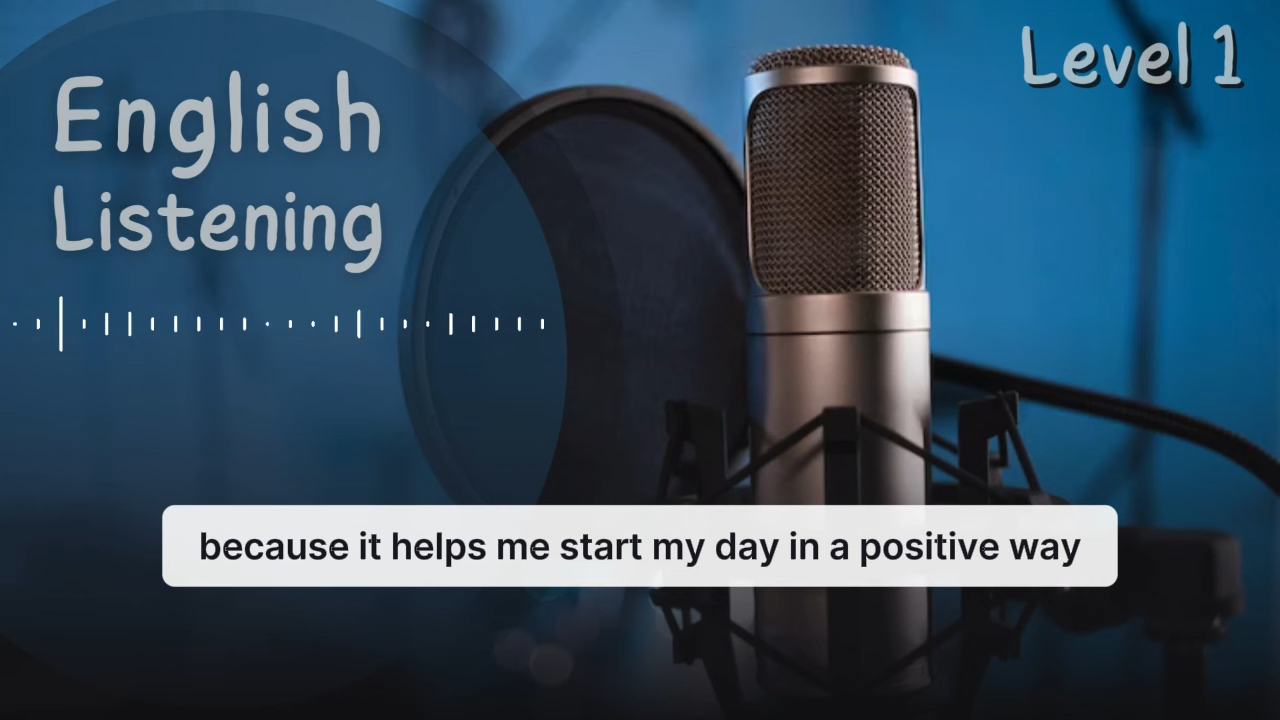 English
Listening
Level 1
because it helps me start my day in a positive way